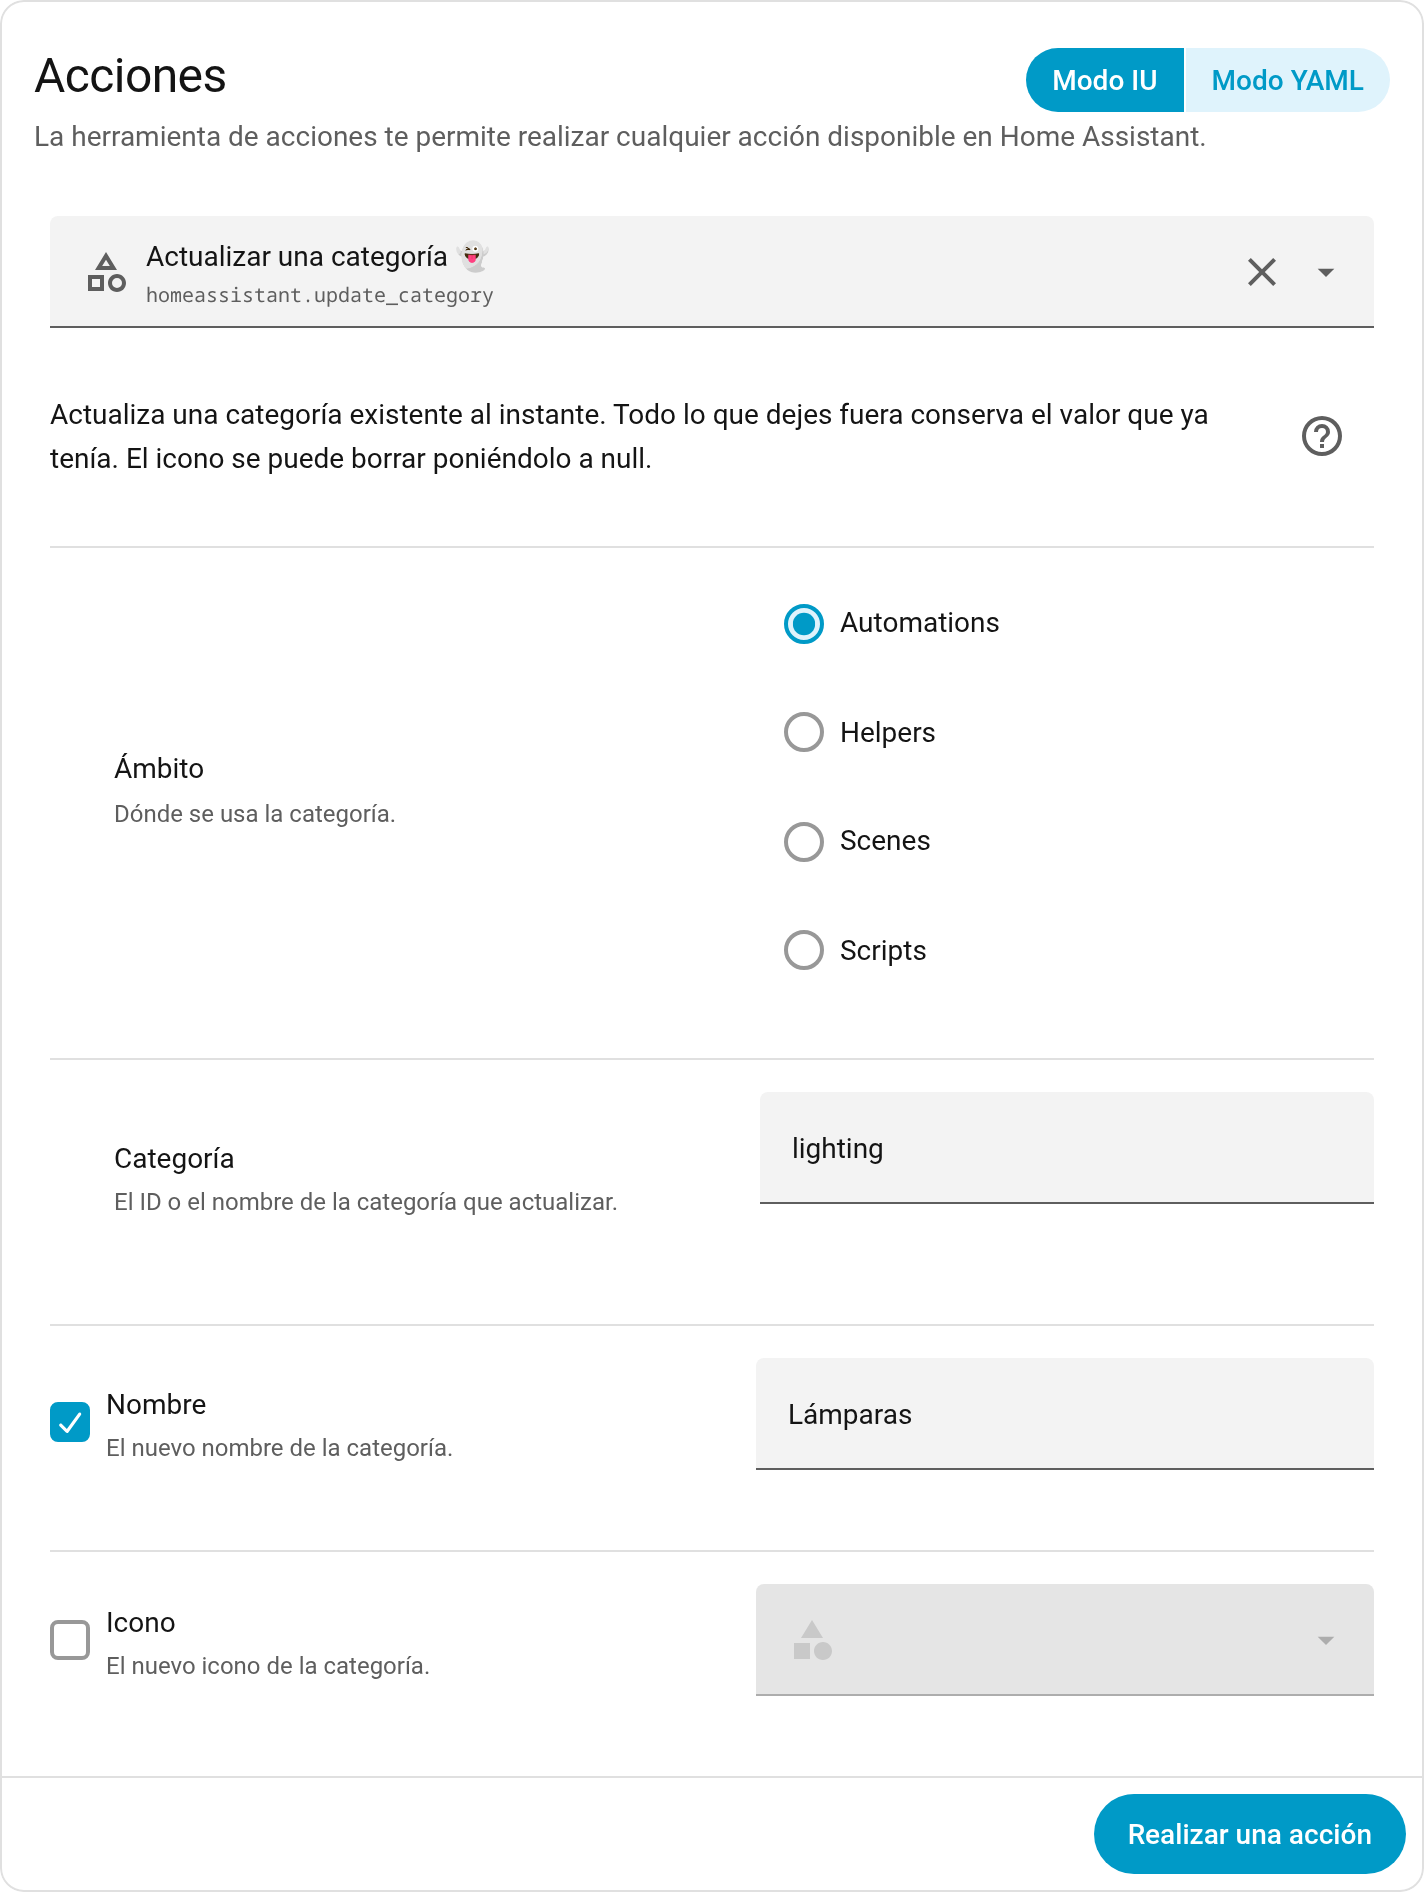 Acciones
Modo IU
Modo YAML
La herramienta de acciones te permite realizar cualquier acción disponible en Home Assistant.
Actualizar una categoría 👻
homeassistant.update_category
Actualiza una categoría existente al instante. Todo lo que dejes fuera conserva el valor que ya
tenía. El icono se puede borrar poniéndolo a null.
Automations
Helpers
Ámbito
Dónde se usa la categoría.
Scenes
Scripts
Categoría
El ID o el nombre de la categoría que actualizar.
lighting
Nombre
El nuevo nombre de la categoría.
Lámparas
Icono
El nuevo icono de la categoría.
Realizar una acción